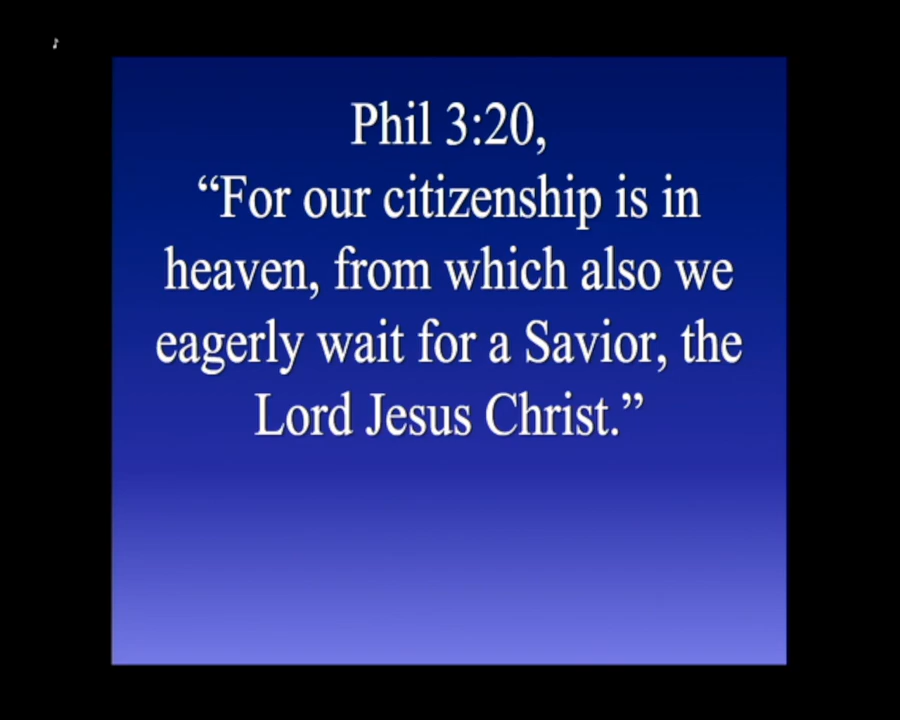 Phil 3:20,
“For our citizenship is in
heaven, from which also we
eagerly wait for a Savior, the
Lord Jesus Christ.”